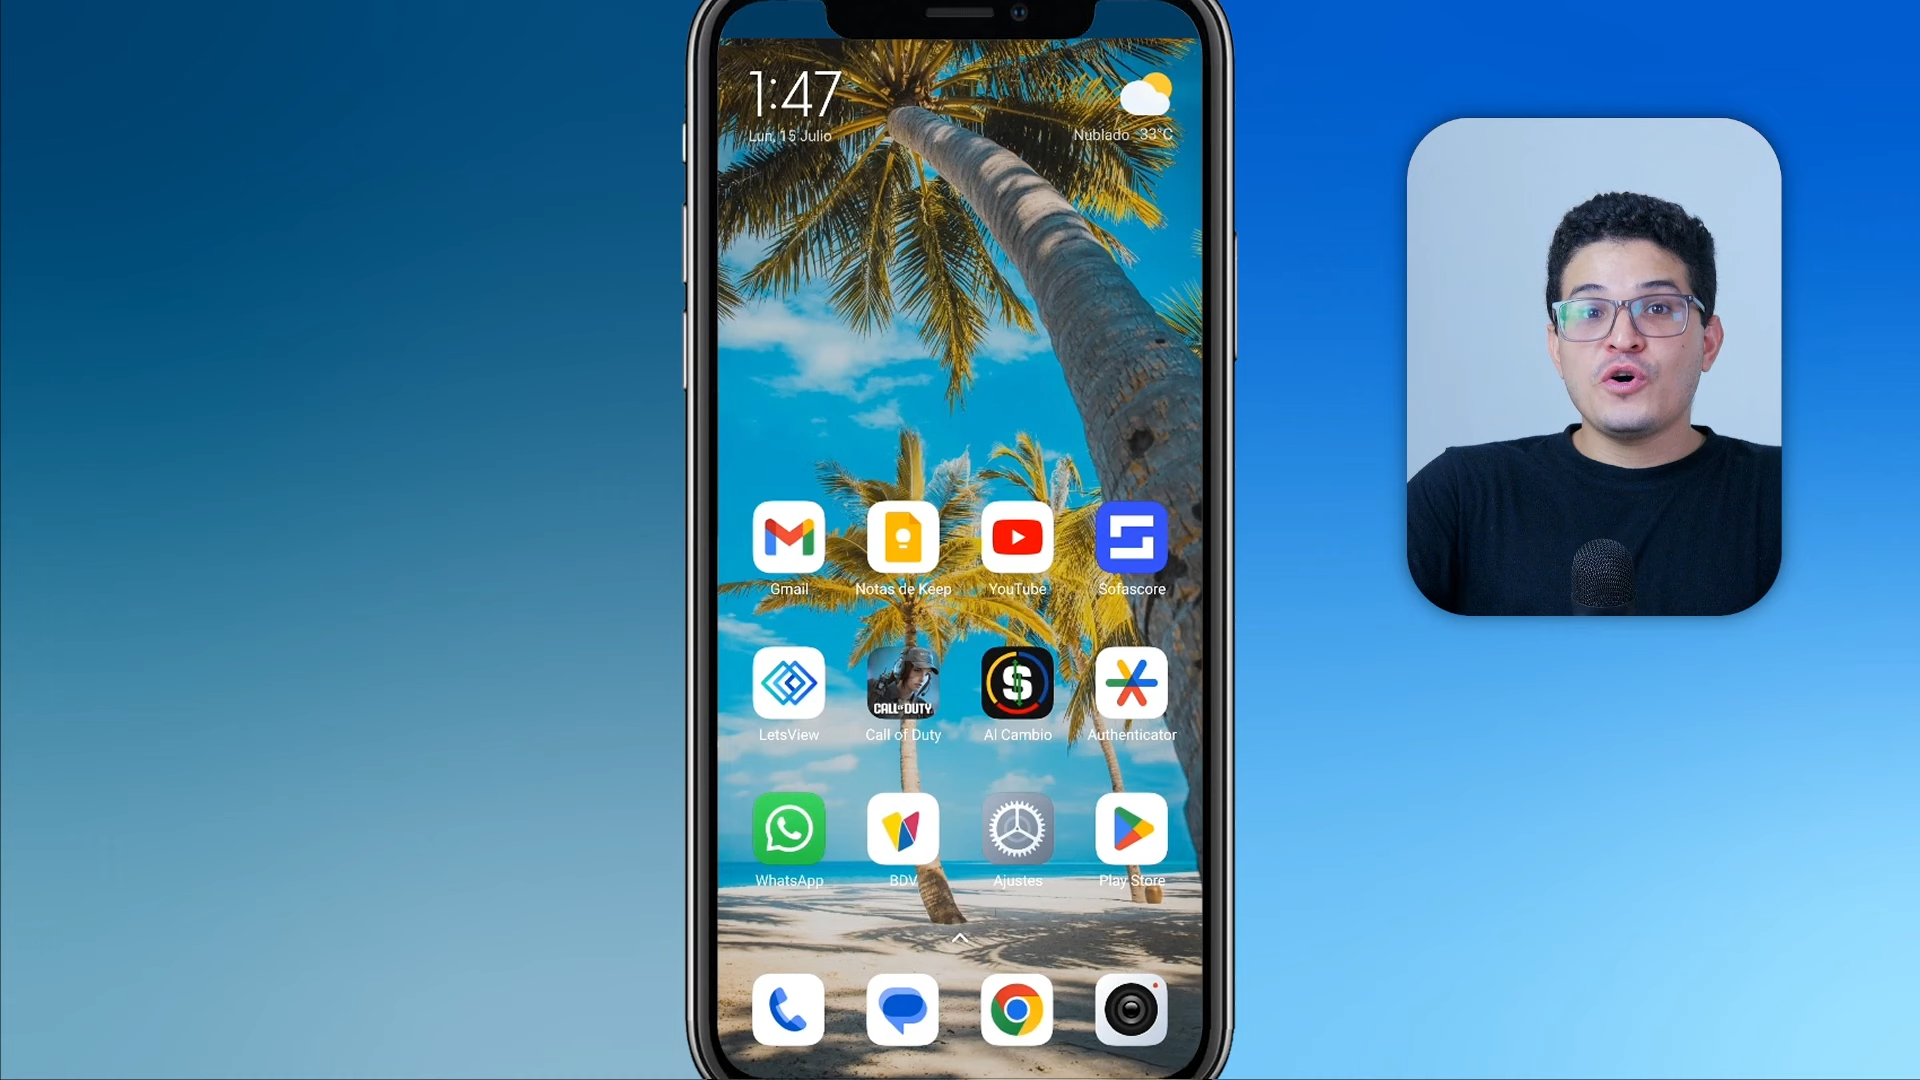 1:47
Lun. 15 Julio
Nublado 33°C
Gmail
Notas de Keep
YouTube
Sofascore
CALL OF DUTY
LetsView
Call of Duty
Al Cambio
Authenticator
WhatsApp
BDV
Ajustes
Play Store